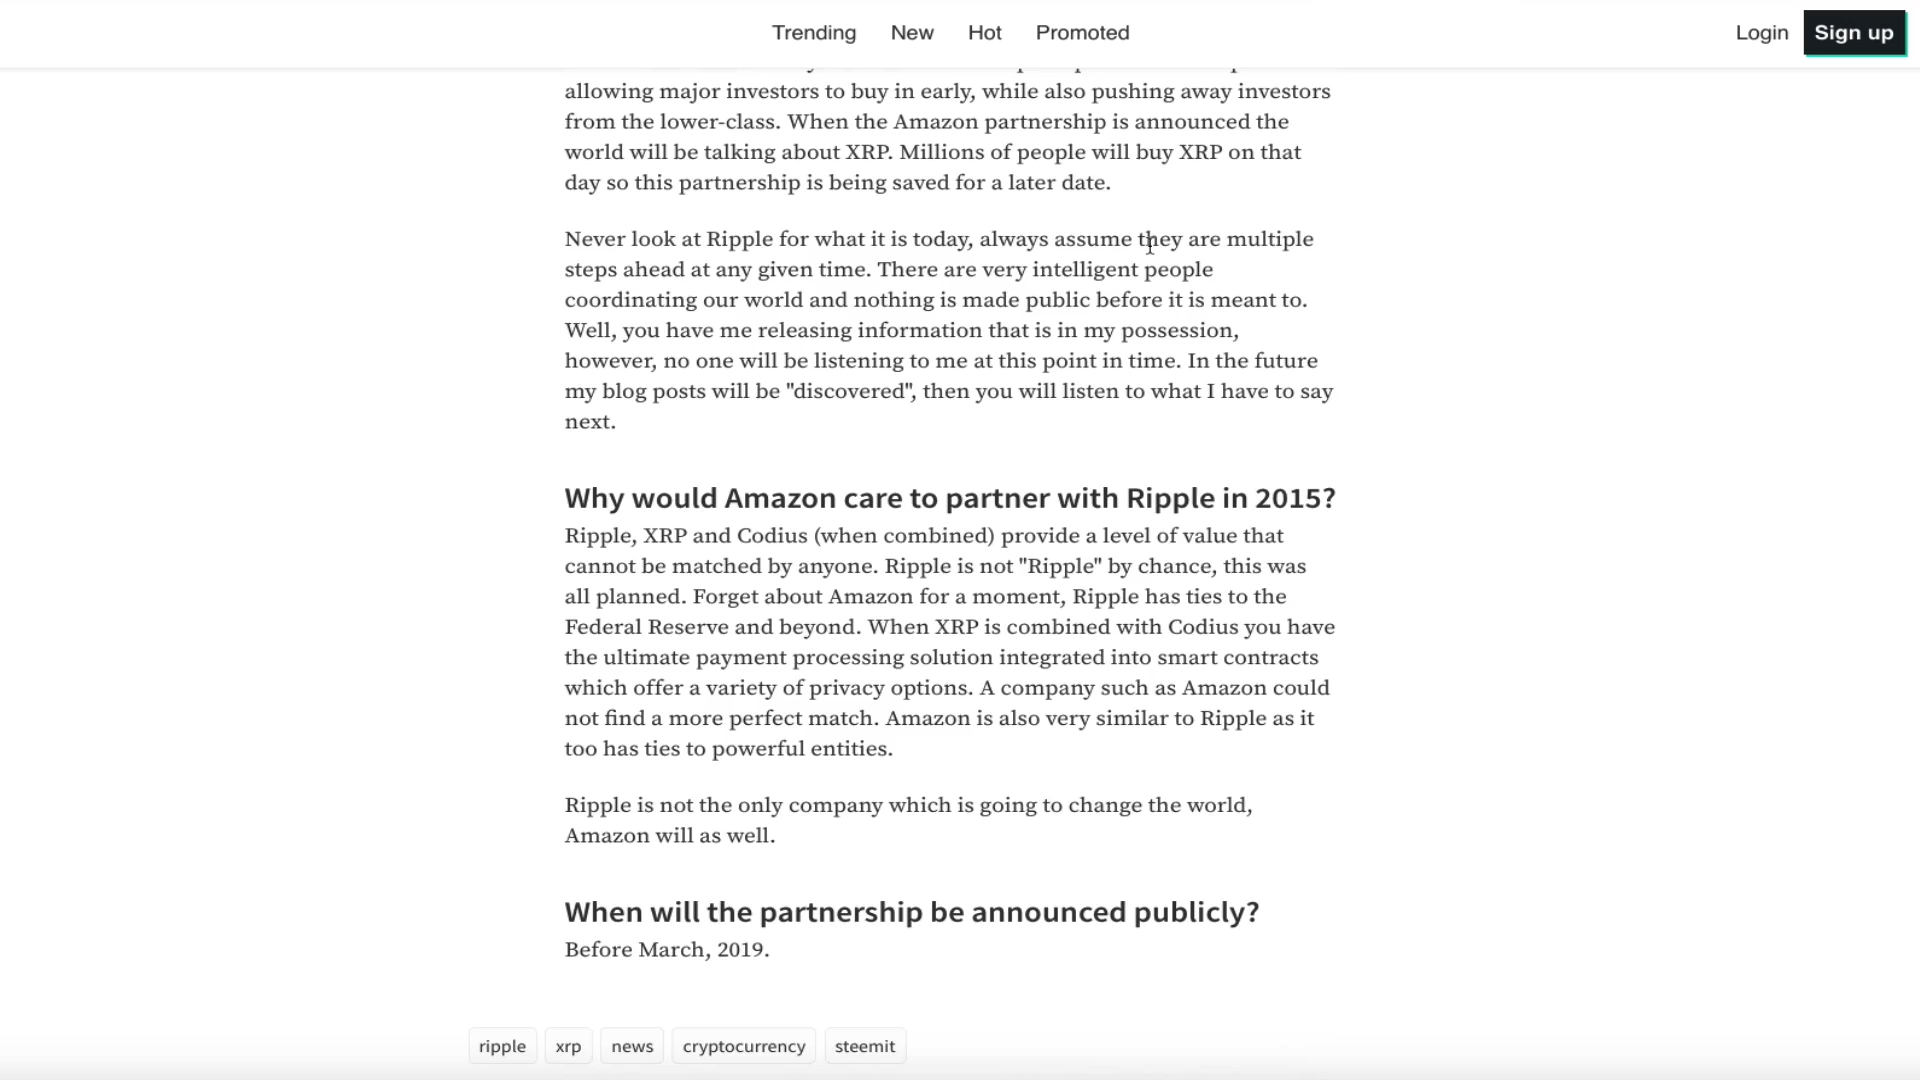 Trending New Hot Promoted Login Sign up
allowing major investors to buy in early, while also pushing away investors
from the lower-class. When the Amazon partnership is announced the
world will be talking about XRP. Millions of people will buy XRP on that
day so this partnership is being saved for a later date.
Never look at Ripple for what it is today, always assume they are multiple
steps ahead at any given time. There are very intelligent people
coordinating our world and nothing is made public before it is meant to.
Well, you have me releasing information that is in my possession,
however, no one will be listening to me at this point in time. In the future
my blog posts will be "discovered", then you will listen to what I have to say
next.
Why would Amazon care to partner with Ripple in 2015?
Ripple, XRP and Codius (when combined) provide a level of value that
cannot be matched by anyone. Ripple is not "Ripple" by chance, this was
all planned. Forget about Amazon for a moment, Ripple has ties to the
Federal Reserve and beyond. When XRP is combined with Codius you have
the ultimate payment processing solution integrated into smart contracts
which offer a variety of privacy options. A company such as Amazon could
not find a more perfect match. Amazon is also very similar to Ripple as it
too has ties to powerful entities.
Ripple is not the only company which is going to change the world,
Amazon will as well.
When will the partnership be announced publicly?
Before March, 2019.
ripple xrp news cryptocurrency steemit